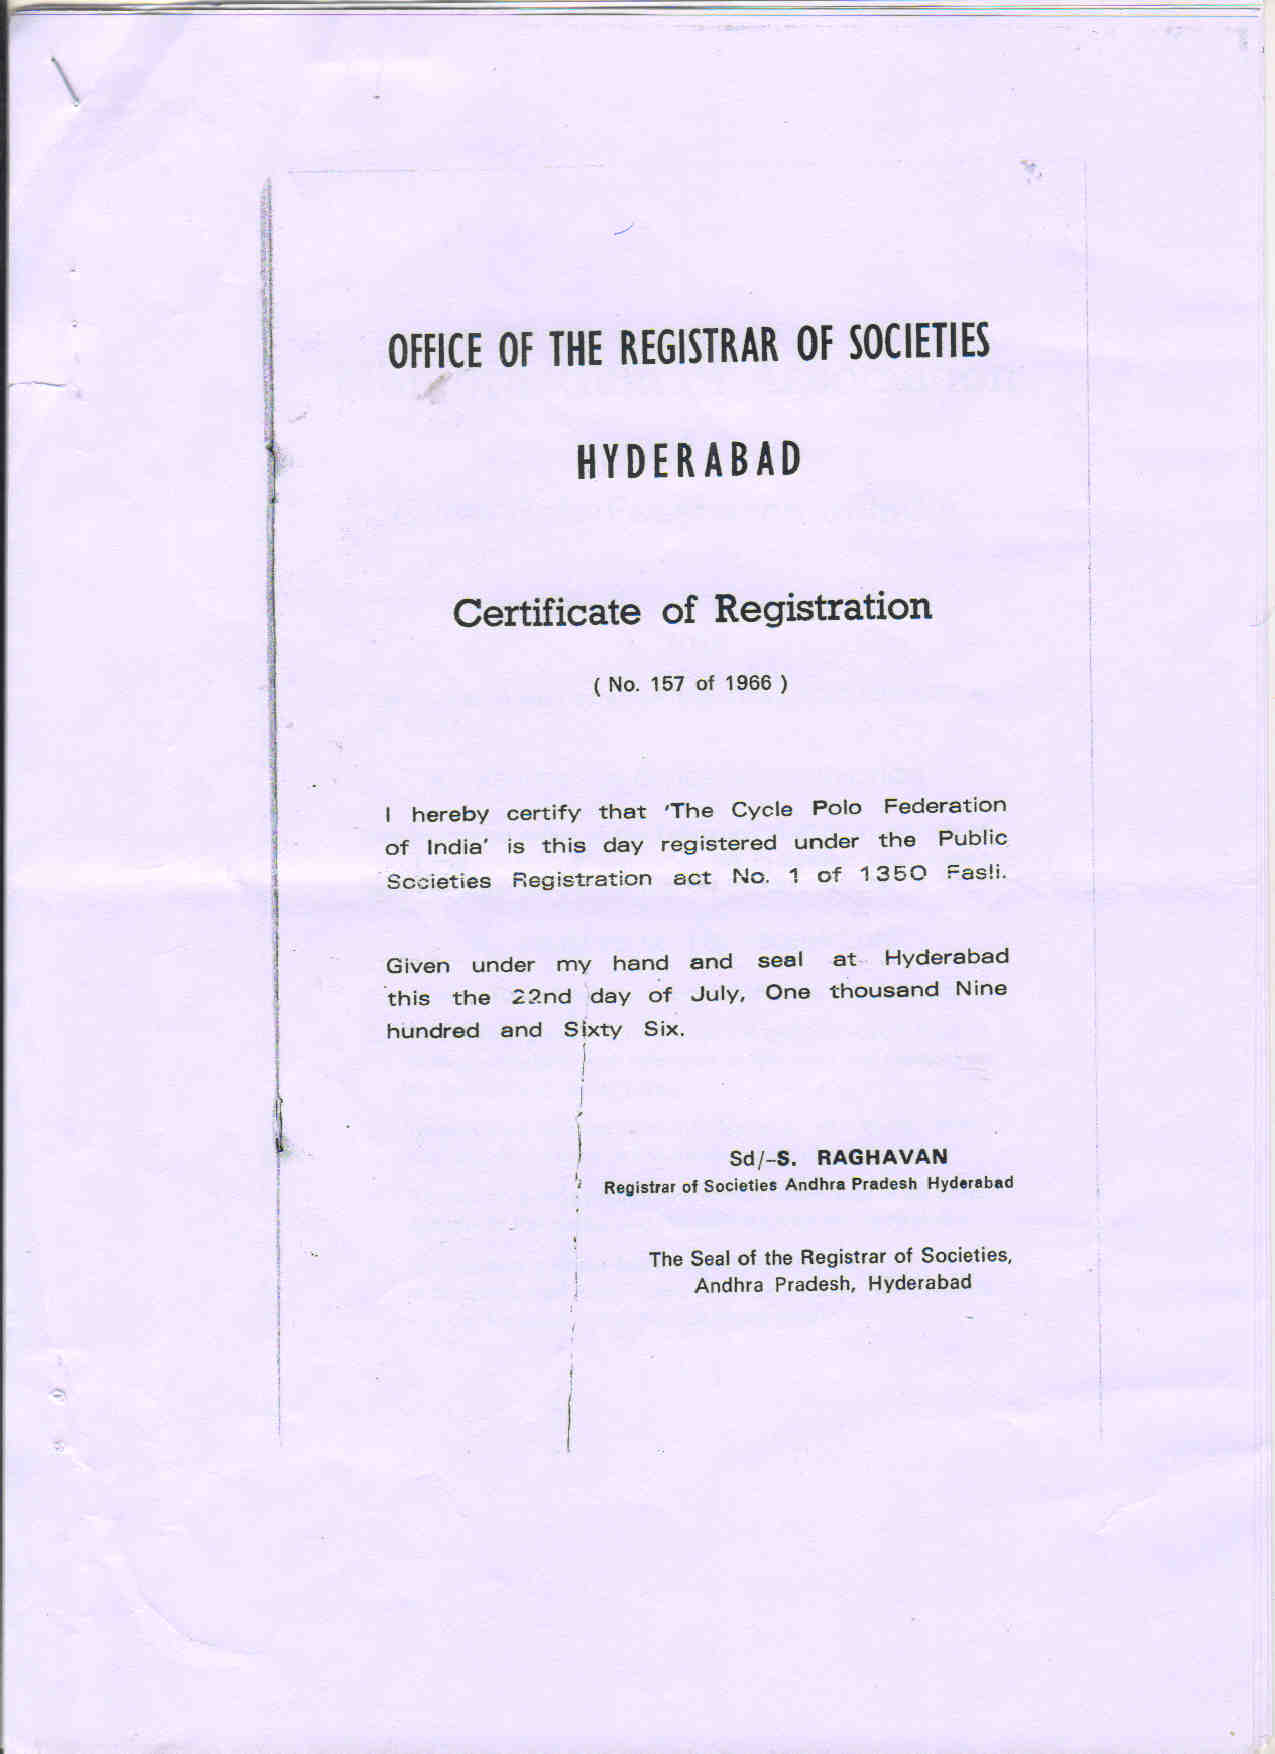 OFFICE OF THE REGISTRAR OF SOCIETIES
HYDERABAD
Certificate of Registration
( No. 157 of 1966 )
I hereby certify that 'The Cycle Polo Federation
of India' is this day registered under the Public
Societies Registration act No. 1 of 1350 Fasli.
Given under my hand and seal at Hyderabad
this the 22nd day of July, One thousand Nine
hundred and Sixty Six.
Sd/-S. RAGHAVAN
Registrar of Societies Andhra Pradesh Hyderabad
The Seal of the Registrar of Societies,
Andhra Pradesh, Hyderabad